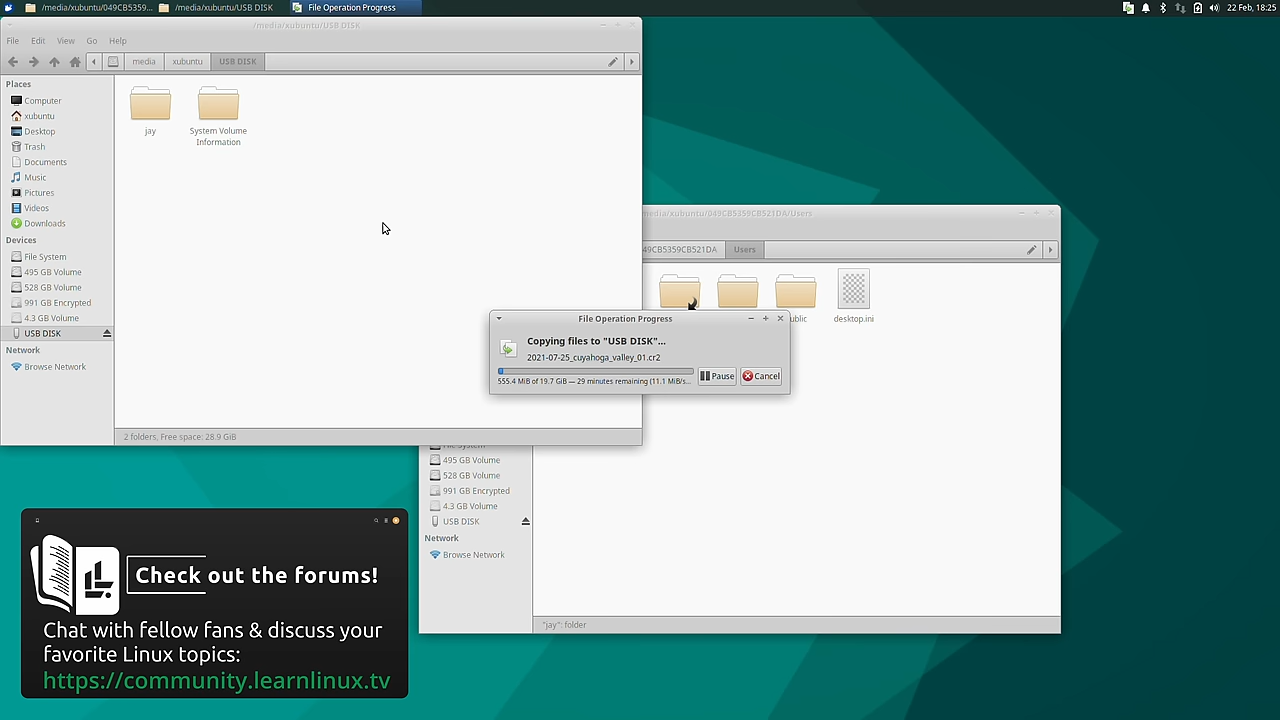 /media/xubuntu/049CB5359...
/media/xubuntu/USB DISK
File Operation Progress
22 Feb, 18:25
/media/xubuntu/USB DISK
File Edit View Go Help
media xubuntu USB DISK
Places
Computer
xubuntu
Desktop
Trash
Documents
Music
Pictures
Videos
Downloads
Devices
File System
495 GB Volume
528 GB Volume
991 GB Encrypted
4.3 GB Volume
USB DISK
Network
Browse Network
jay
System Volume
Information
2 folders, Free space: 28.9 GiB
media/xubuntu/049CB5359CB521DA/Users
49CB5359CB521DA Users
ublic
desktop.ini
File Operation Progress
Copying files to "USB DISK"...
2021-07-25_cuyahoga_valley_01.cr2
555.4 MiB of 19.7 GiB — 29 minutes remaining (11.1 MiB/s...
Pause Cancel
File System
495 GB Volume
528 GB Volume
991 GB Encrypted
4.3 GB Volume
USB DISK
Network
Browse Network
"jay": folder
Check out the forums!
Chat with fellow fans & discuss your
favorite Linux topics:
https://community.learnlinux.tv